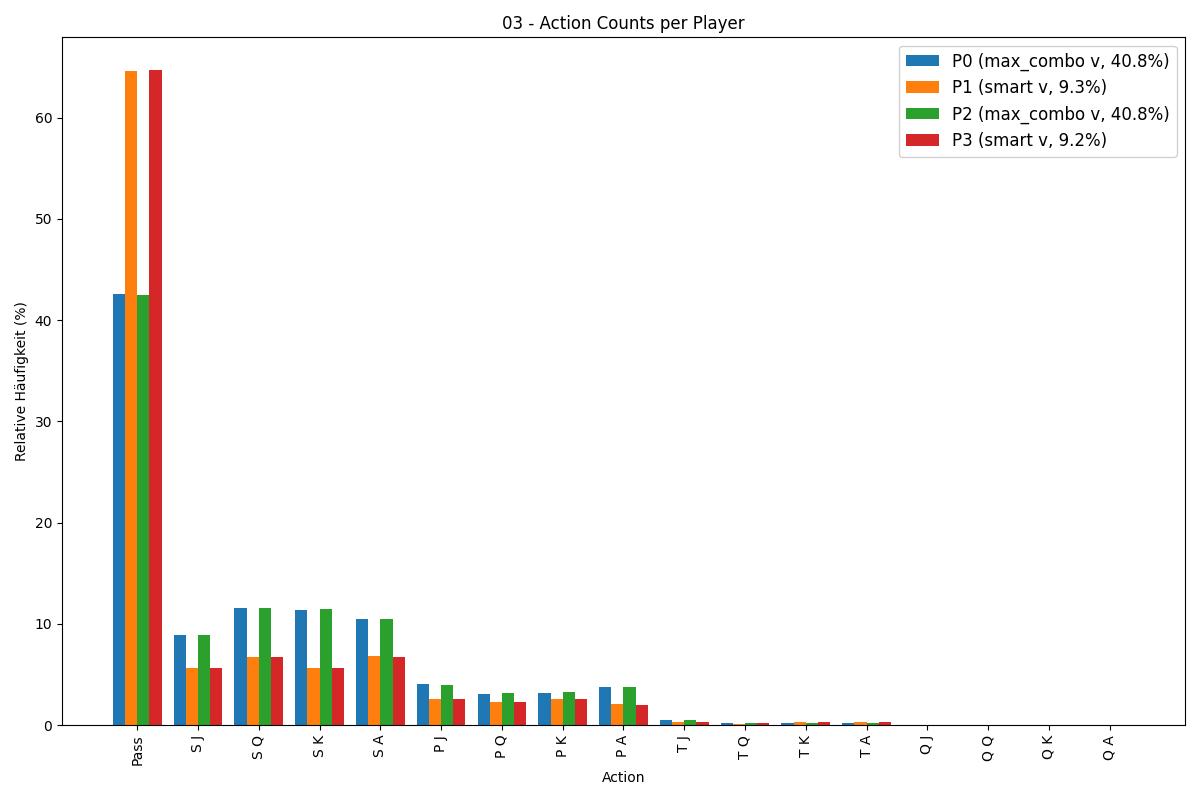 03 - Action Counts per Player
P0 (max_combo v, 40.8%)
P1 (smart v, 9.3%)
P2 (max_combo v, 40.8%)
P3 (smart v, 9.2%)
Relative Häufigkeit (%)
60
50
40
30
20
10
0
Pass
S J
S Q
S K
S A
P J
P Q
P K
P A
T J
T Q
T K
T A
Q J
Q Q
Q K
Q A
Action